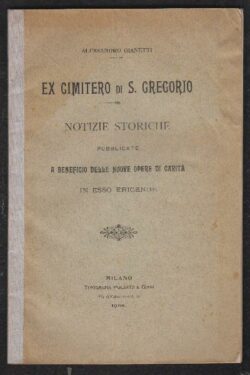 ALESSANDRO GIANETTI
EX CIMITERO DI S. GREGORIO
NOTIZIE STORICHE
PUBBLICATE
A BENEFICIO DELLE NUOVE OPERE DI CARITÀ
IN ESSO ERIGENDE
MILANO
TIPOGRAFIA PULZATO &